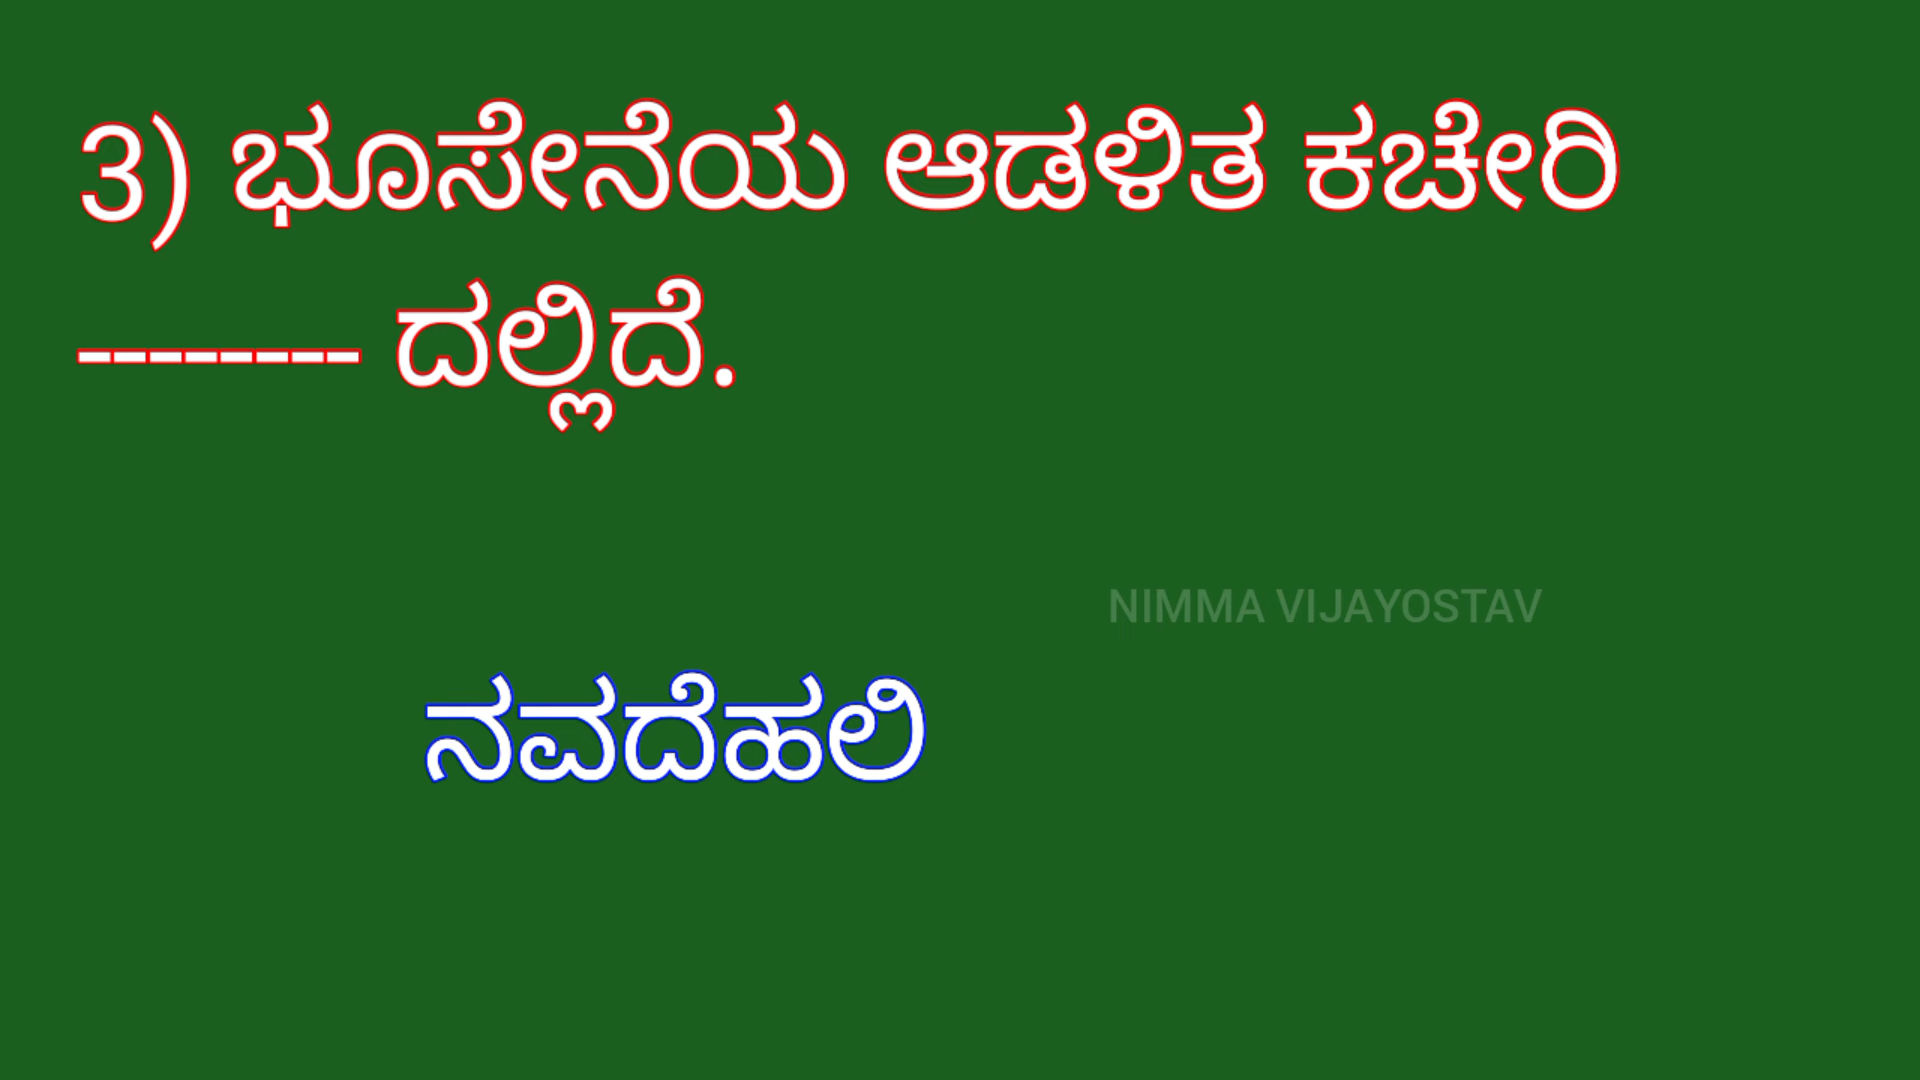 3) ಭೂಸೇನೆಯ ಆಡಳಿತ ಕಚೇರಿ
-------- ದಲ್ಲಿದೆ.
NIMMA VIJAYOSTAV
ನವದೆಹಲಿ